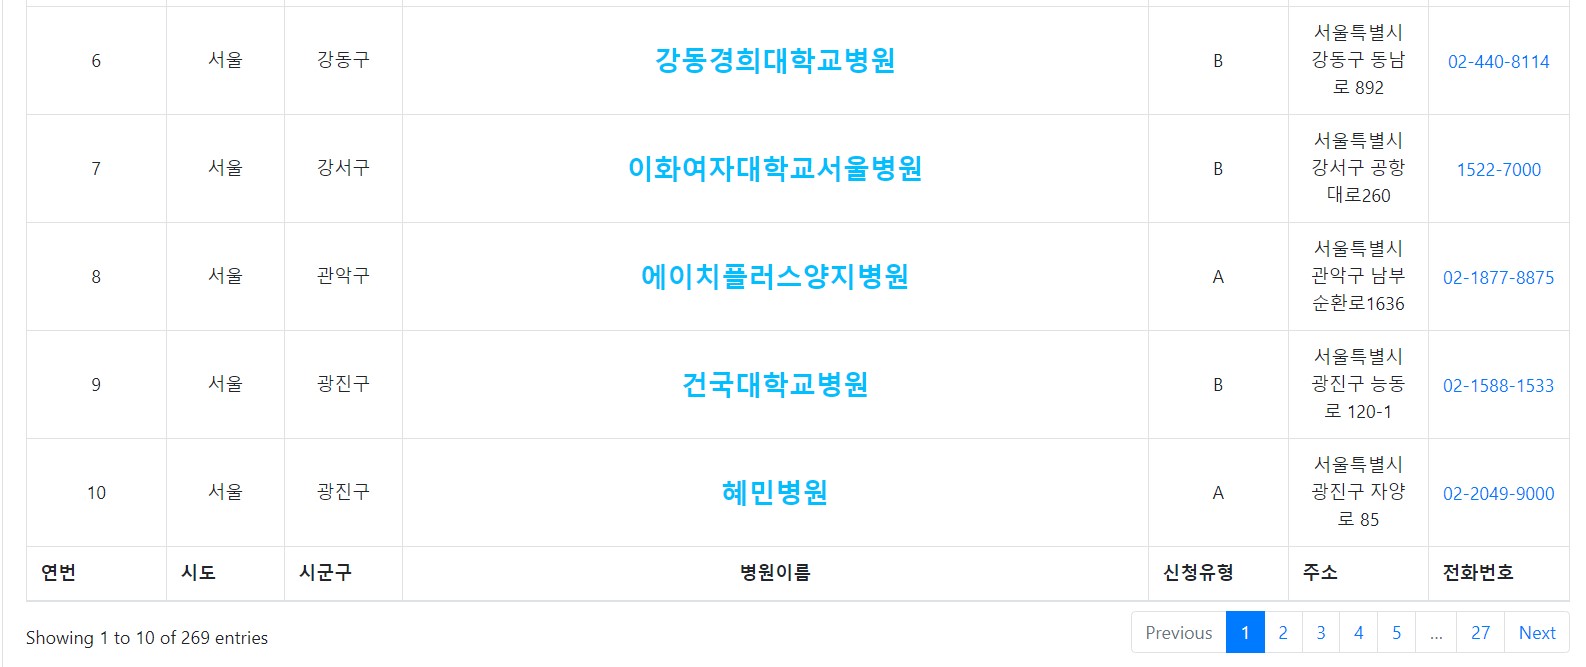 6 서울 강동구 강동경희대학교병원 B 서울특별시
강동구 동남
로 892 02-440-8114
7 서울 강서구 이화여자대학교서울병원 B 서울특별시
강서구 공항
대로260 1522-7000
8 서울 관악구 에이치플러스양지병원 A 서울특별시
관악구 남부
순환로1636 02-1877-8875
9 서울 광진구 건국대학교병원 B 서울특별시
광진구 능동
로 120-1 02-1588-1533
10 서울 광진구 혜민병원 A 서울특별시
광진구 자양
로 85 02-2049-9000
연번 시도 시군구 병원이름 신청유형 주소 전화번호
Showing 1 to 10 of 269 entries Previous 1 2 3 4 5 ... 27 Next